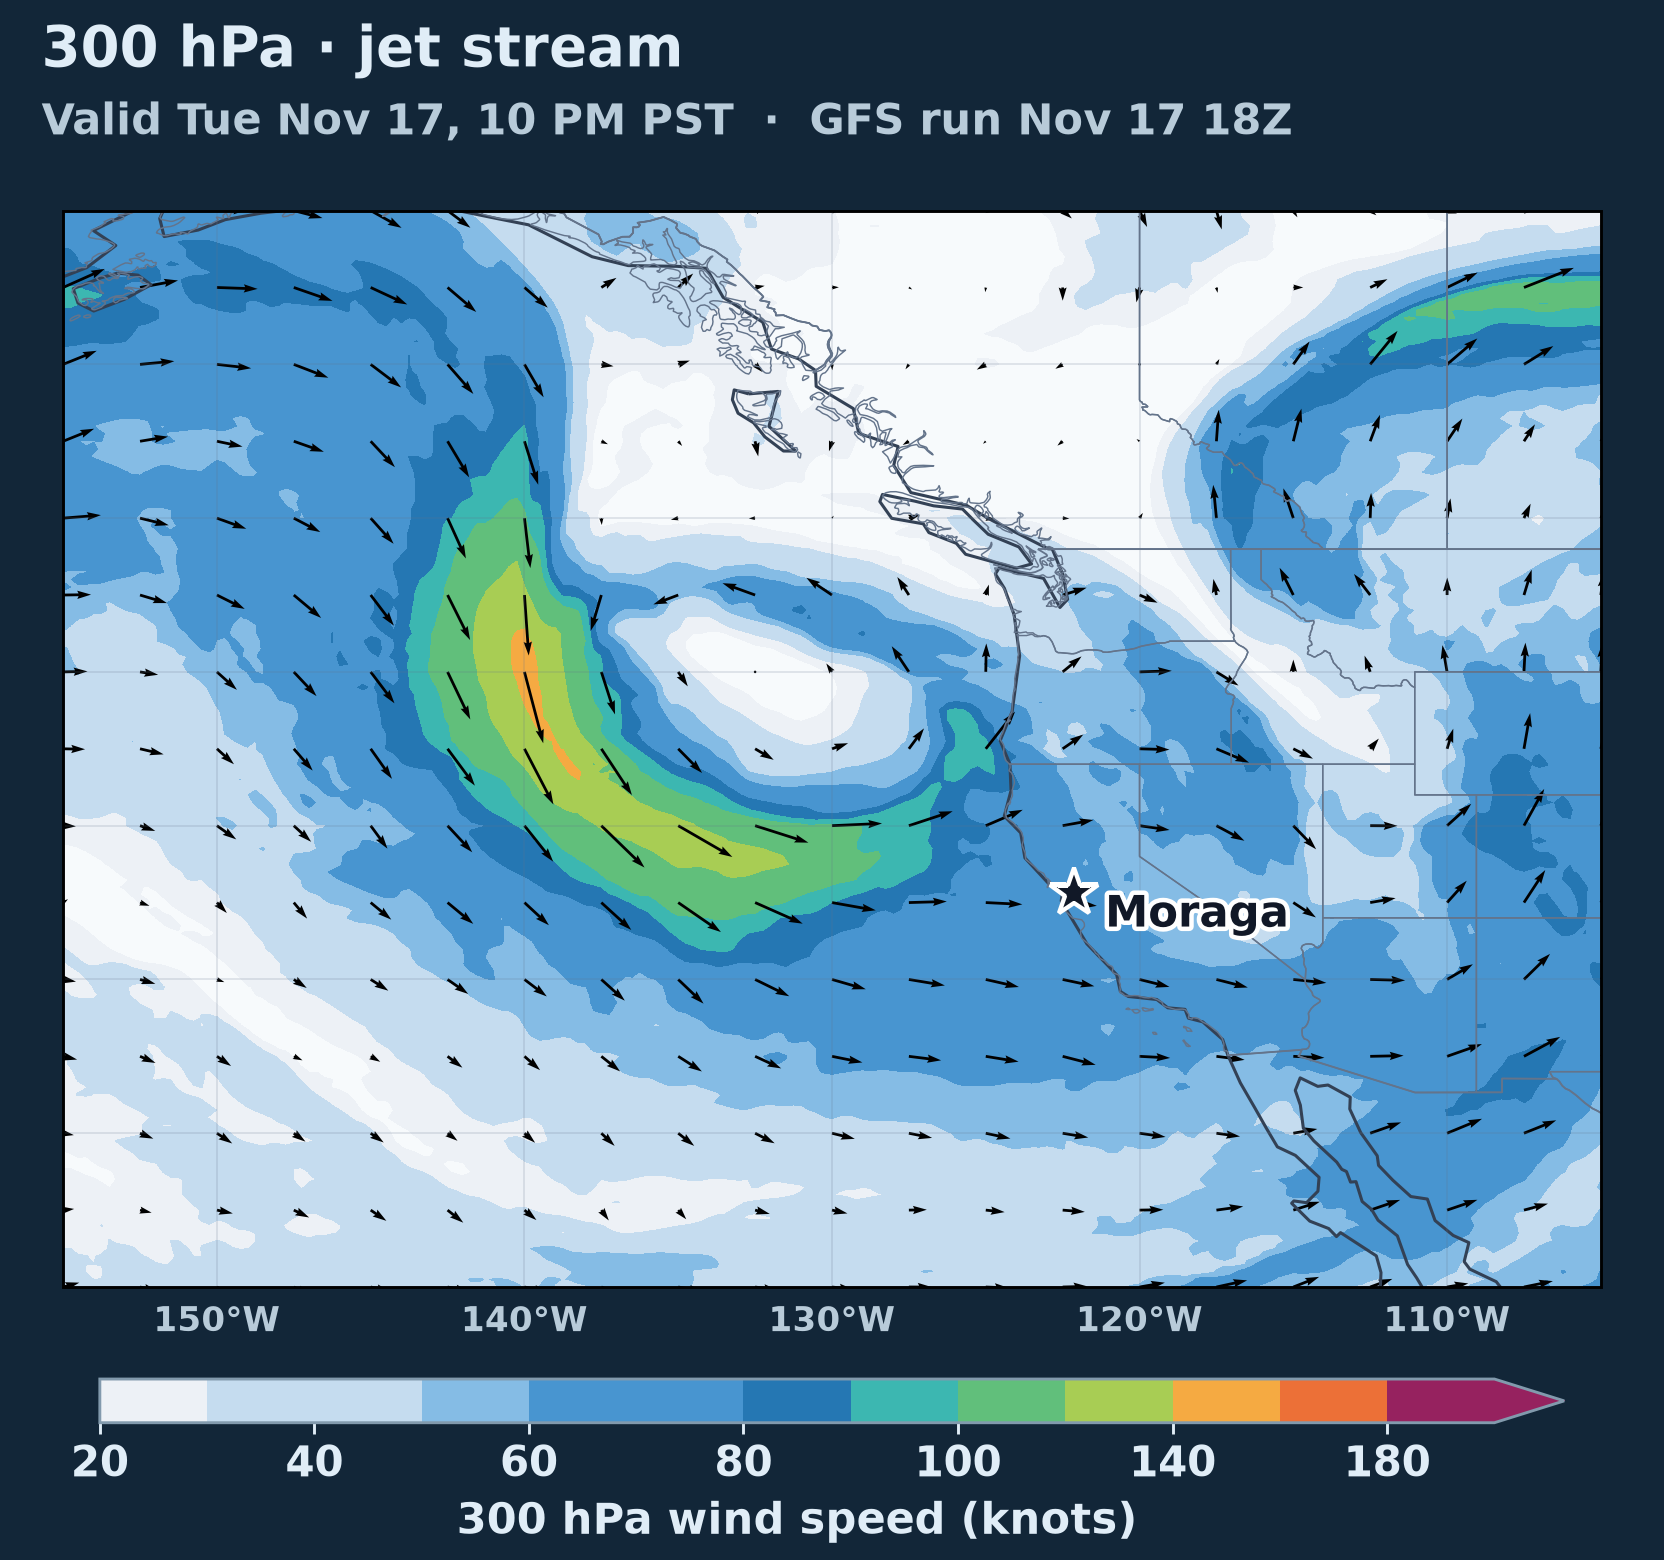 300 hPa · jet stream
Valid Tue Nov 17, 10 PM PST · GFS run Nov 17 18Z
Moraga
150°W 140°W 130°W 120°W 110°W
20 40 60 80 100 140 180
300 hPa wind speed (knots)